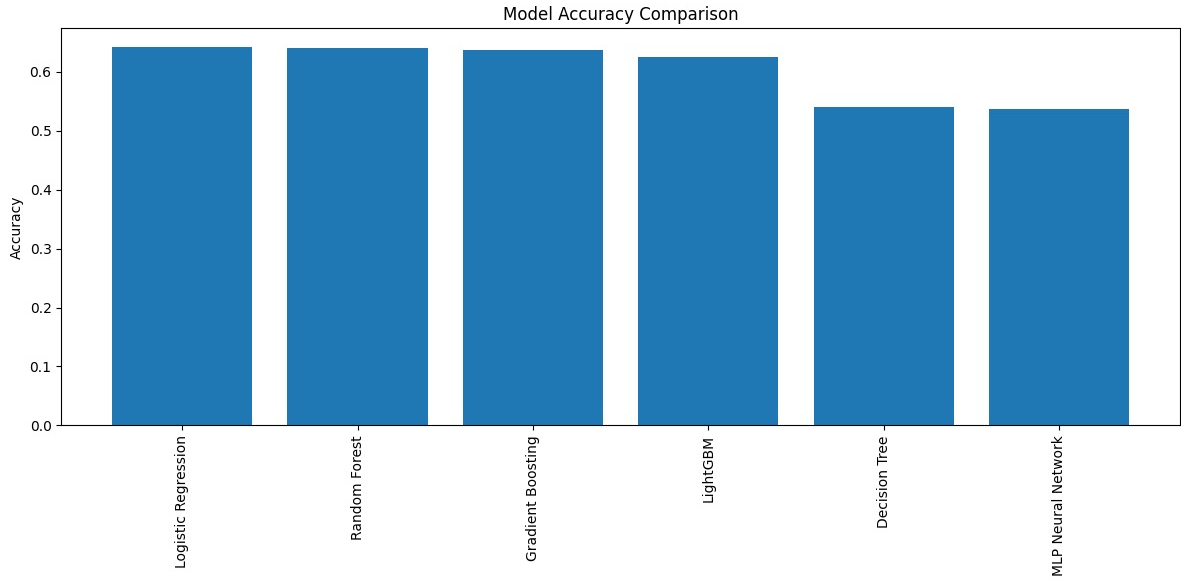 Model Accuracy Comparison
Accuracy
0.6
0.5
0.4
0.3
0.2
0.1
0.0
Logistic Regression
Random Forest
Gradient Boosting
LightGBM
Decision Tree
MLP Neural Network